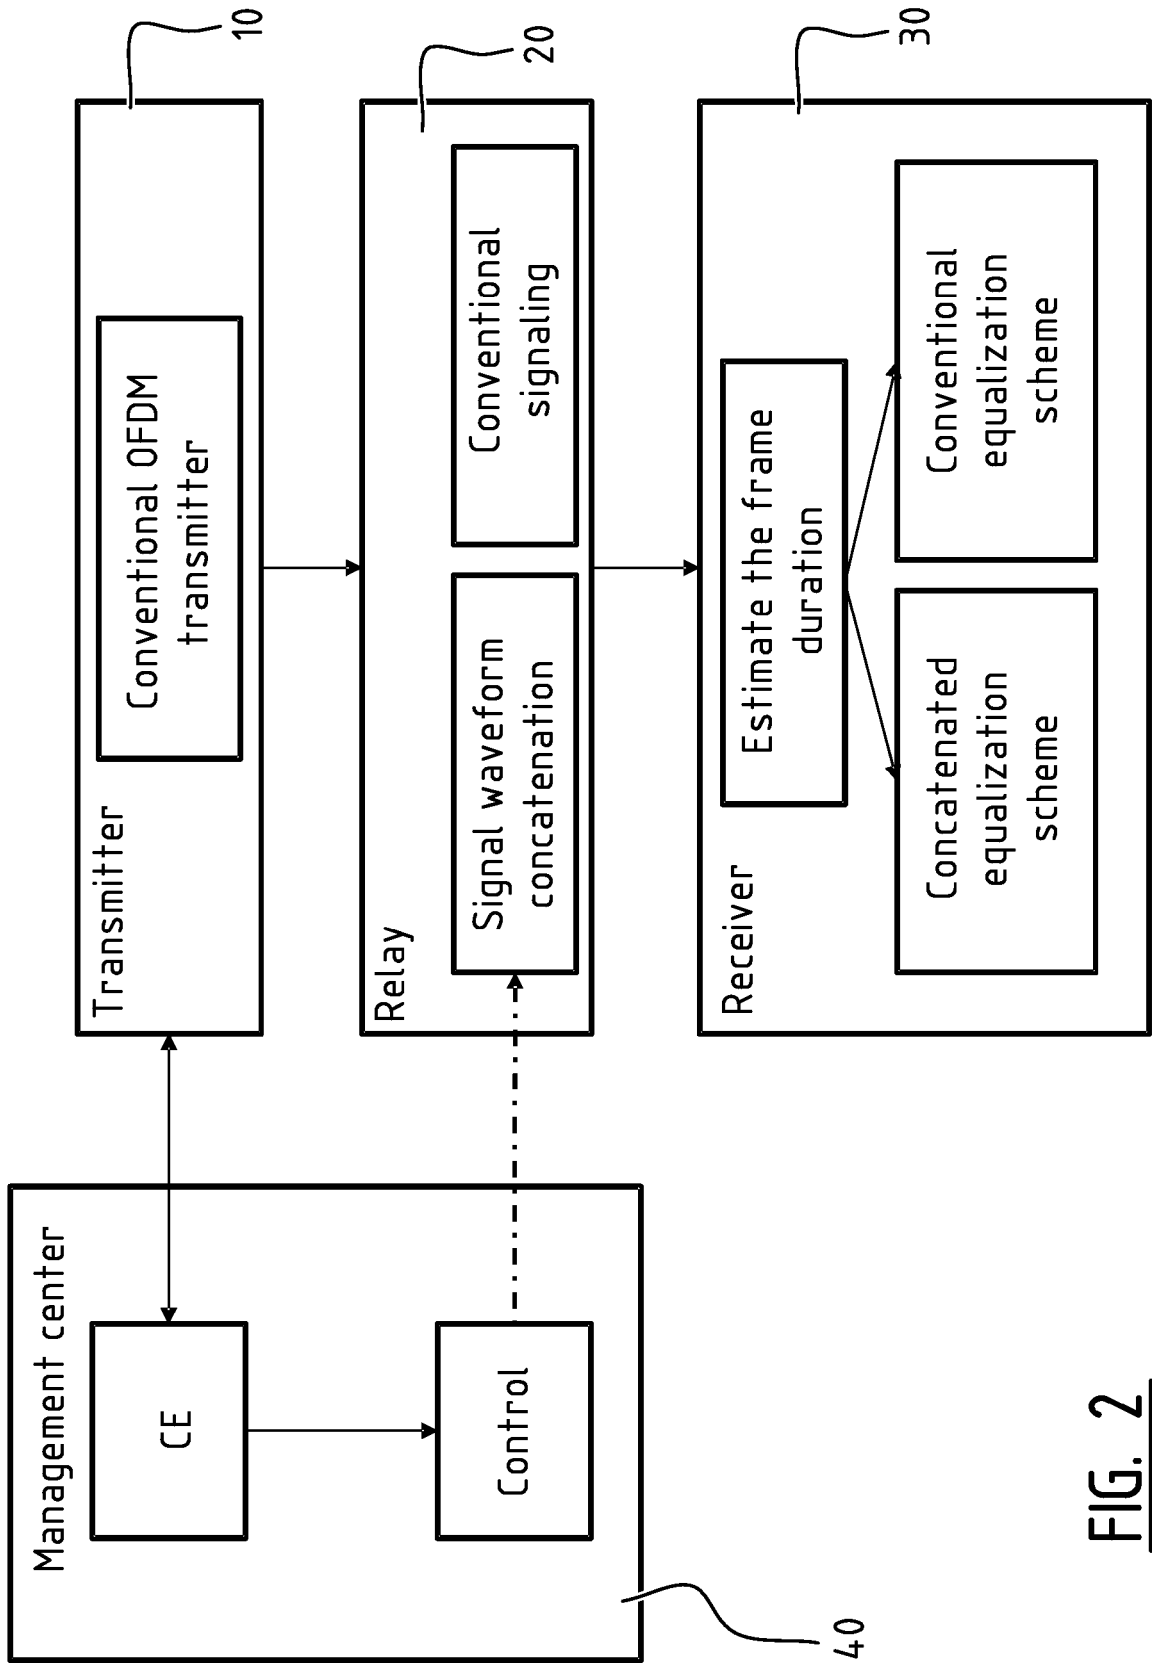 Management center
CE
Control
40
Transmitter
Conventional OFDM
transmitter
10
Relay
Signal waveform
concatenation
Conventional
signaling
20
Receiver
Estimate the frame
duration
Concatenated
equalization
scheme
Conventional
equalization
scheme
30
FIG. 2